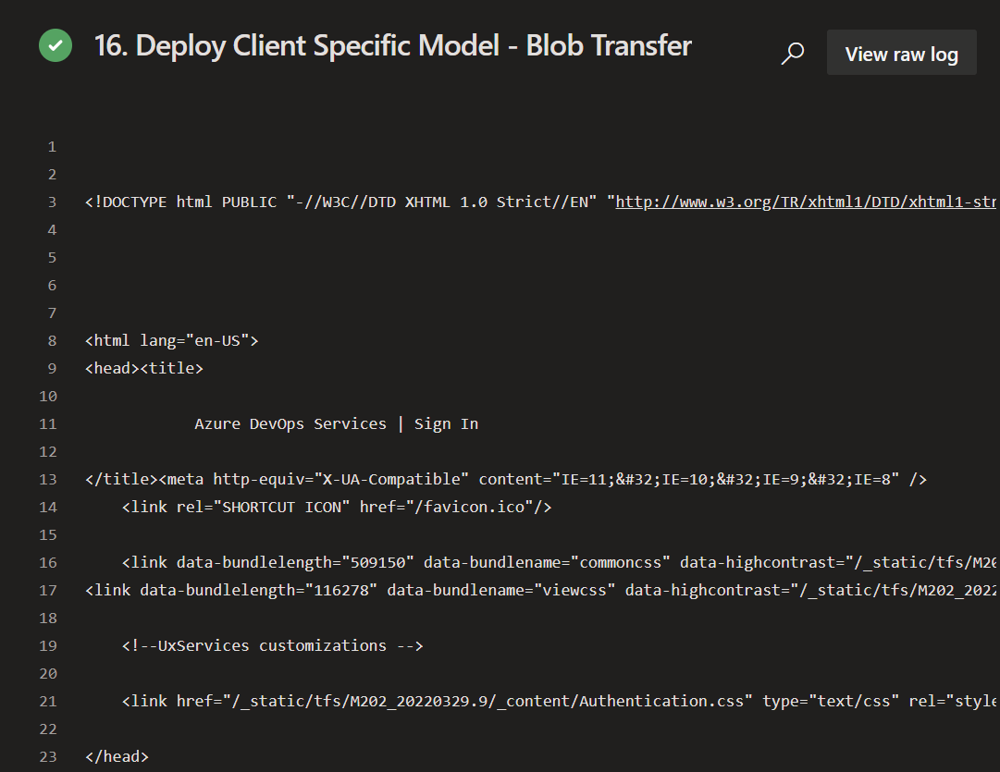 16. Deploy Client Specific Model - Blob Transfer
View raw log
1
2
3 <!DOCTYPE html PUBLIC "-//W3C//DTD XHTML 1.0 Strict//EN" "http://www.w3.org/TR/xhtml1/DTD/xhtml1-str
4
5
6
7
8 <html lang="en-US">
9 <head><title>
10
11 Azure DevOps Services | Sign In
12
13 </title><meta http-equiv="X-UA-Compatible" content="IE=11;&#32;IE=10;&#32;IE=9;&#32;IE=8" />
14 <link rel="SHORTCUT ICON" href="/favicon.ico"/>
15
16 <link data-bundlelength="509150" data-bundlename="commoncss" data-highcontrast="/_static/tfs/M20
17 <link data-bundlelength="116278" data-bundlename="viewcss" data-highcontrast="/_static/tfs/M202_2022
18
19 <!--UxServices customizations -->
20
21 <link href="/_static/tfs/M202_20220329.9/_content/Authentication.css" type="text/css" rel="style
22
23 </head>